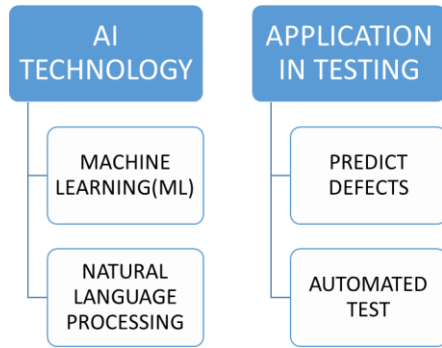 AI
TECHNOLOGY
MACHINE
LEARNING(ML)
NATURAL
LANGUAGE
PROCESSING
APPLICATION
IN TESTING
PREDICT
DEFECTS
AUTOMATED
TEST